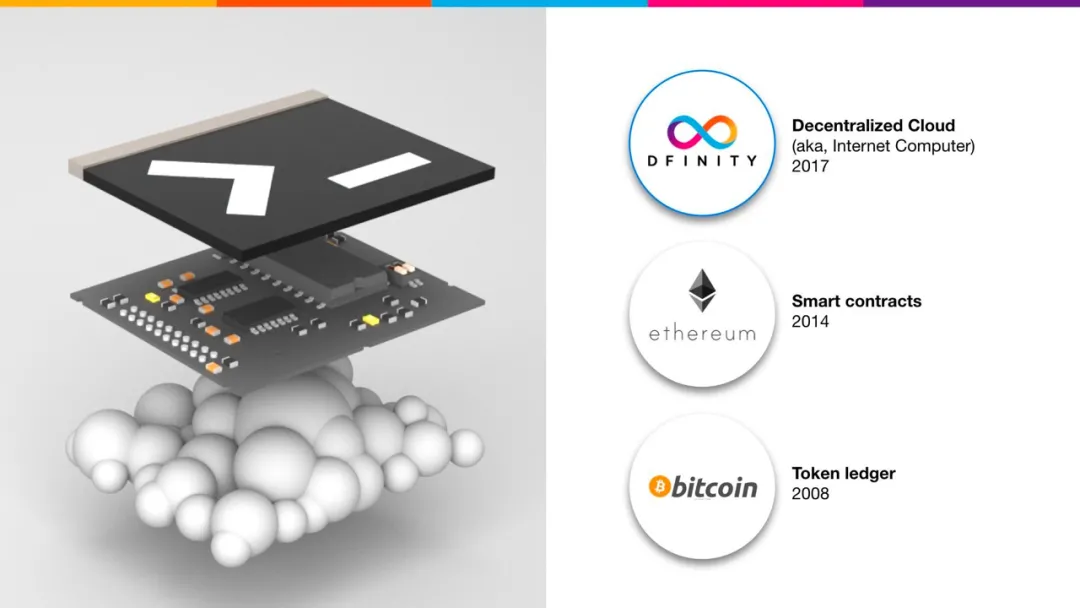 DFINITY
Decentralized Cloud
(aka, Internet Computer)
2017
ethereum
Smart contracts
2014
bitcoin
Token ledger
2008